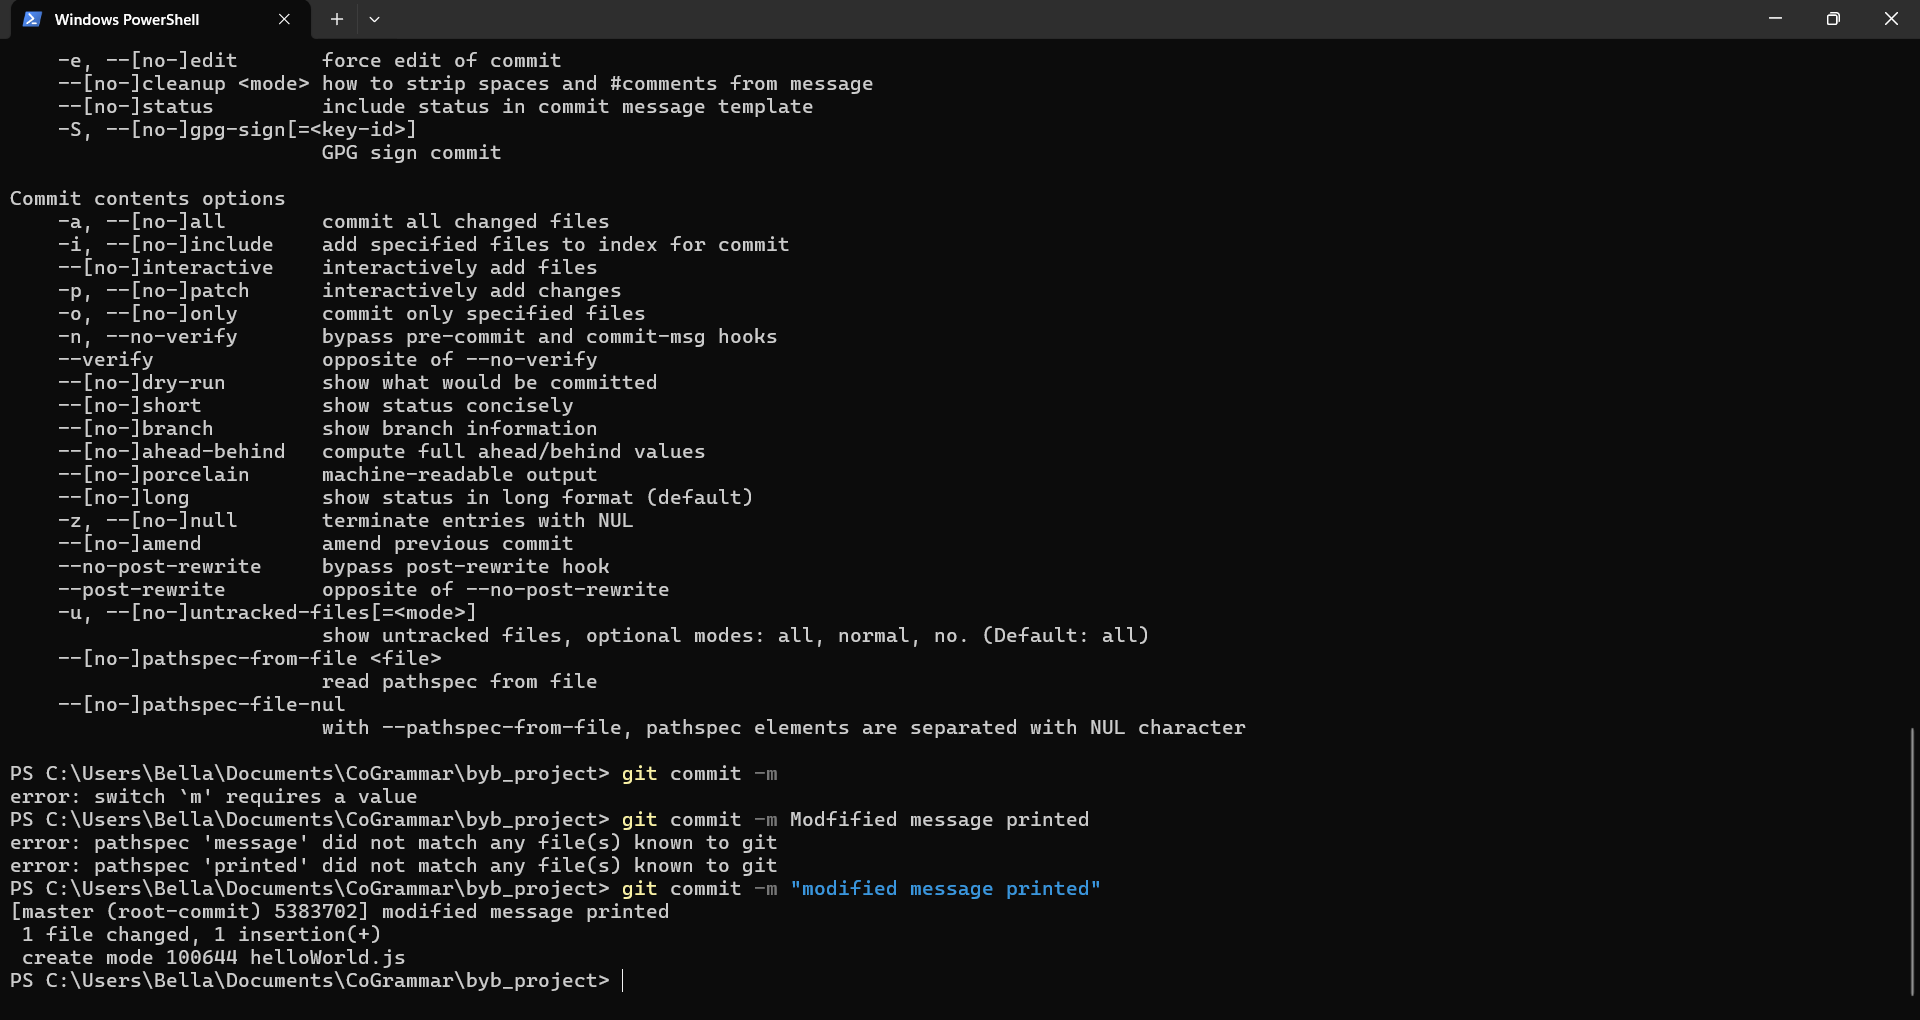 Windows PowerShell
    -e, --[no-]edit       force edit of commit
    --[no-]cleanup <mode> how to strip spaces and #comments from message
    --[no-]status         include status in commit message template
    -S, --[no-]gpg-sign[=<key-id>]
                          GPG sign commit
Commit contents options
    -a, --[no-]all        commit all changed files
    -i, --[no-]include    add specified files to index for commit
    --[no-]interactive    interactively add files
    -p, --[no-]patch      interactively add changes
    -o, --[no-]only       commit only specified files
    -n, --no-verify       bypass pre-commit and commit-msg hooks
    --verify              opposite of --no-verify
    --[no-]dry-run        show what would be committed
    --[no-]short          show status concisely
    --[no-]branch         show branch information
    --[no-]ahead-behind   compute full ahead/behind values
    --[no-]porcelain      machine-readable output
    --[no-]long           show status in long format (default)
    -z, --[no-]null       terminate entries with NUL
    --[no-]amend          amend previous commit
    --no-post-rewrite     bypass post-rewrite hook
    --post-rewrite        opposite of --no-post-rewrite
    -u, --[no-]untracked-files[=<mode>]
                          show untracked files, optional modes: all, normal, no. (Default: all)
    --[no-]pathspec-from-file <file>
                          read pathspec from file
    --[no-]pathspec-file-nul
                          with --pathspec-from-file, pathspec elements are separated with NUL character
PS C:\Users\Bella\Documents\CoGrammar\byb_project> git commit -m
error: switch `m' requires a value
PS C:\Users\Bella\Documents\CoGrammar\byb_project> git commit -m Modfified message printed
error: pathspec 'message' did not match any file(s) known to git
error: pathspec 'printed' did not match any file(s) known to git
PS C:\Users\Bella\Documents\CoGrammar\byb_project> git commit -m "modified message printed"
[master (root-commit) 5383702] modified message printed
 1 file changed, 1 insertion(+)
 create mode 100644 helloWorld.js
PS C:\Users\Bella\Documents\CoGrammar\byb_project>